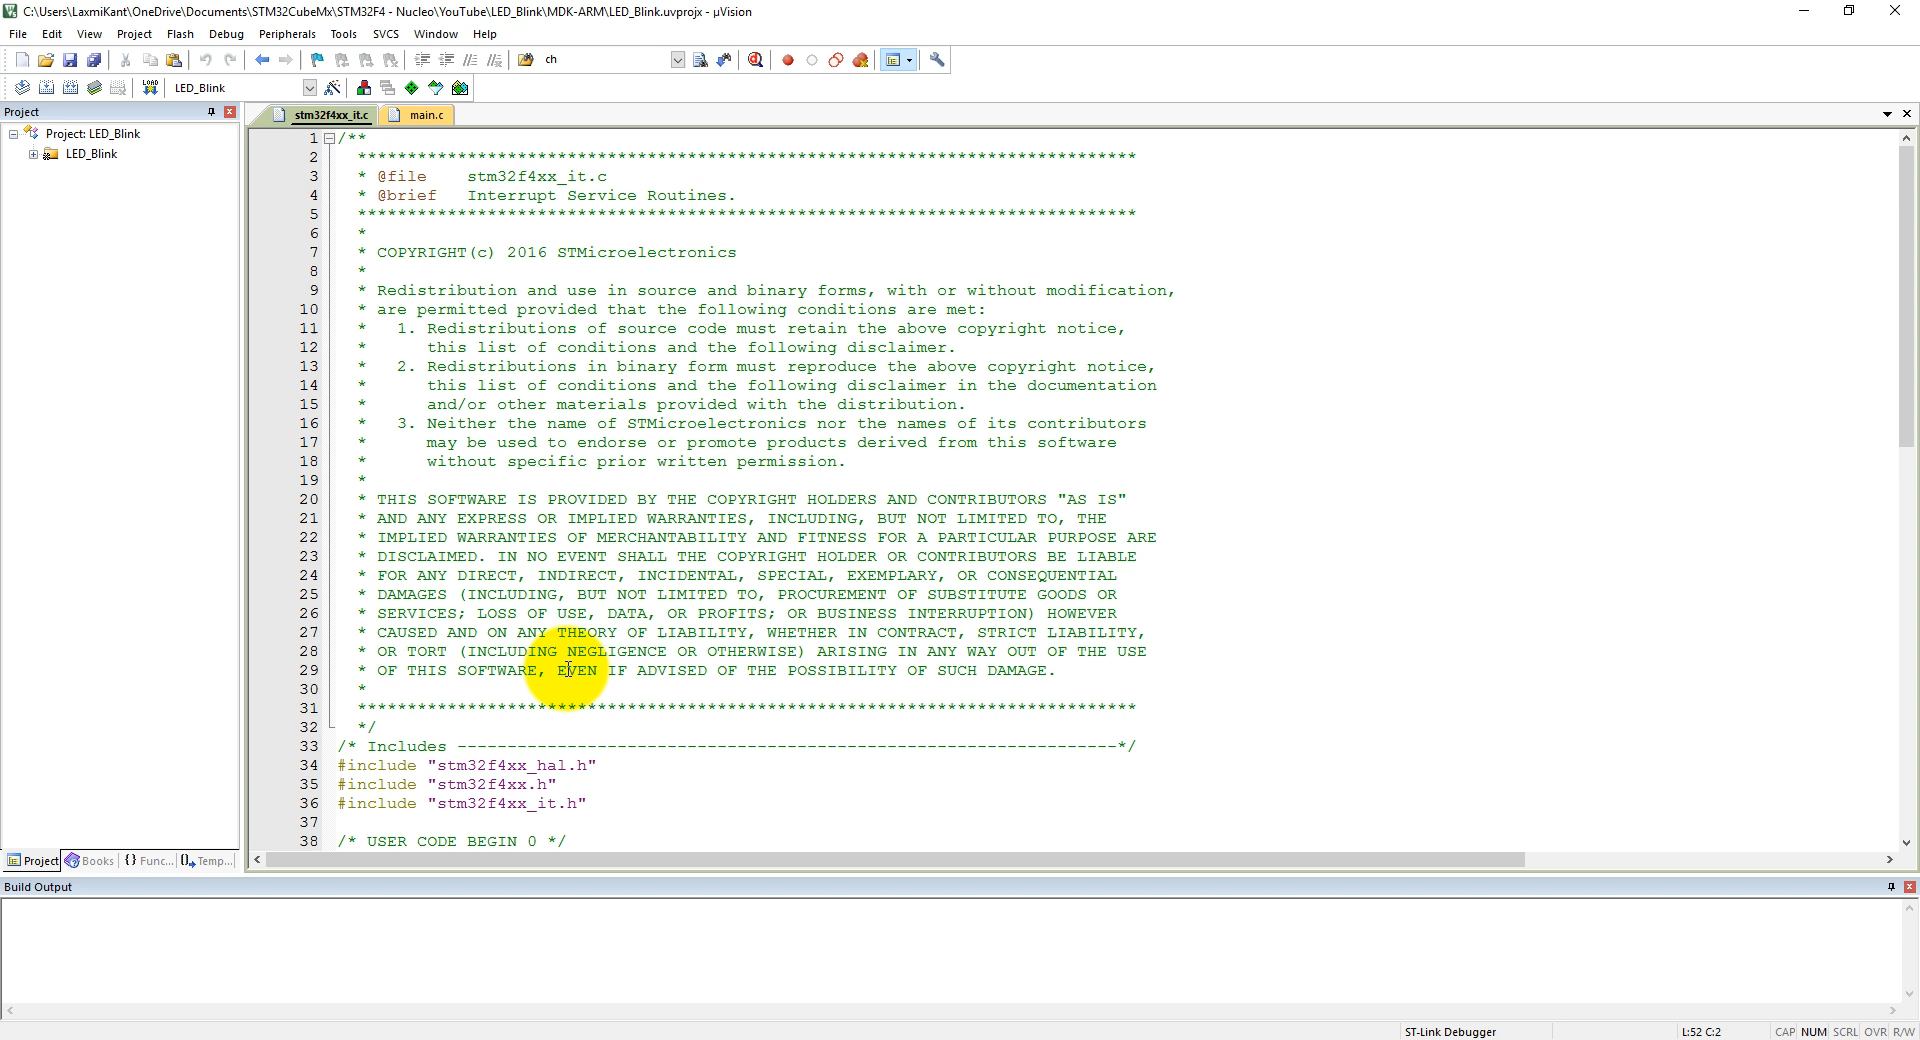 C:\Users\LaxmiKant\OneDrive\Documents\STM32CubeMx\STM32F4 - Nucleo\YouTube\LED_Blink\MDK-ARM\LED_Blink.uvprojx - µVision
File Edit View Project Flash Debug Peripherals Tools SVCS Window Help
ch
LOAD LED_Blink
Project
stm32f4xx_it.c main.c
Project: LED_Blink
LED_Blink
1 /**
2 ******************************************************************************
3 * @file stm32f4xx_it.c
4 * @brief Interrupt Service Routines.
5 ******************************************************************************
6 *
7 * COPYRIGHT(c) 2016 STMicroelectronics
8 *
9 * Redistribution and use in source and binary forms, with or without modification,
10 * are permitted provided that the following conditions are met:
11 * 1. Redistributions of source code must retain the above copyright notice,
12 * this list of conditions and the following disclaimer.
13 * 2. Redistributions in binary form must reproduce the above copyright notice,
14 * this list of conditions and the following disclaimer in the documentation
15 * and/or other materials provided with the distribution.
16 * 3. Neither the name of STMicroelectronics nor the names of its contributors
17 * may be used to endorse or promote products derived from this software
18 * without specific prior written permission.
19 *
20 * THIS SOFTWARE IS PROVIDED BY THE COPYRIGHT HOLDERS AND CONTRIBUTORS "AS IS"
21 * AND ANY EXPRESS OR IMPLIED WARRANTIES, INCLUDING, BUT NOT LIMITED TO, THE
22 * IMPLIED WARRANTIES OF MERCHANTABILITY AND FITNESS FOR A PARTICULAR PURPOSE ARE
23 * DISCLAIMED. IN NO EVENT SHALL THE COPYRIGHT HOLDER OR CONTRIBUTORS BE LIABLE
24 * FOR ANY DIRECT, INDIRECT, INCIDENTAL, SPECIAL, EXEMPLARY, OR CONSEQUENTIAL
25 * DAMAGES (INCLUDING, BUT NOT LIMITED TO, PROCUREMENT OF SUBSTITUTE GOODS OR
26 * SERVICES; LOSS OF USE, DATA, OR PROFITS; OR BUSINESS INTERRUPTION) HOWEVER
27 * CAUSED AND ON ANY THEORY OF LIABILITY, WHETHER IN CONTRACT, STRICT LIABILITY,
28 * OR TORT (INCLUDING NEGLIGENCE OR OTHERWISE) ARISING IN ANY WAY OUT OF THE USE
29 * OF THIS SOFTWARE, EVEN IF ADVISED OF THE POSSIBILITY OF SUCH DAMAGE.
30 *
31 ******************************************************************************
32 */
33 /* Includes ------------------------------------------------------------------*/
34 #include "stm32f4xx_hal.h"
35 #include "stm32f4xx.h"
36 #include "stm32f4xx_it.h"
37
38 /* USER CODE BEGIN 0 */
Project Books {} Func... Temp...
Build Output
ST-Link Debugger L:52 C:2 CAP NUM SCRL OVR R/W